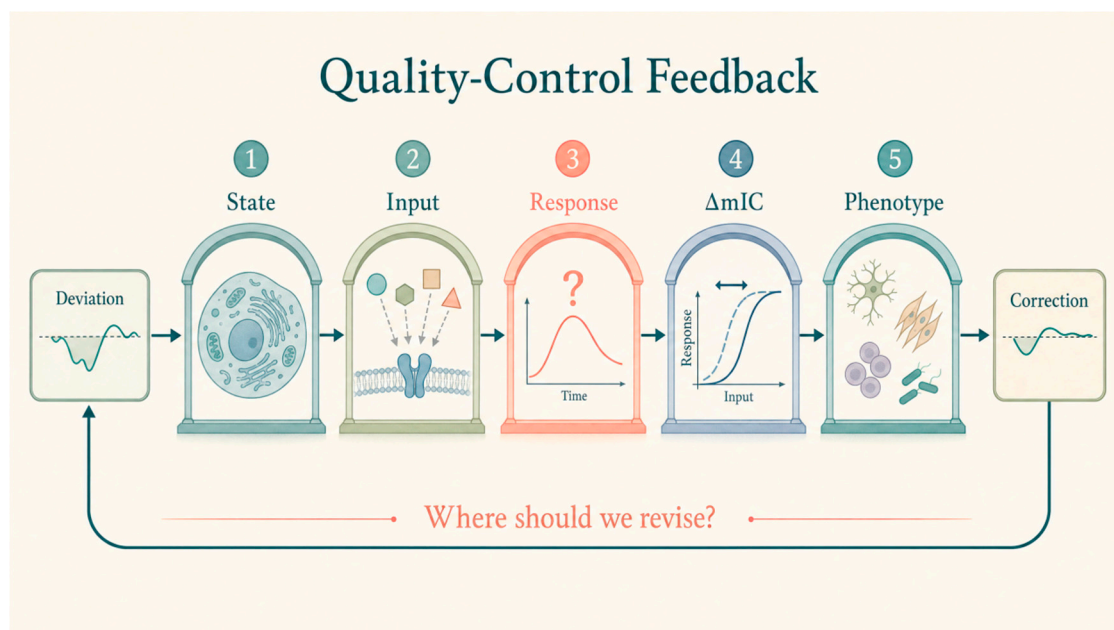 Quality-Control Feedback
1
2
3
4
5
State
Input
Response
ΔmIC
Phenotype
Deviation
?
Time
Response
Input
Correction
Where should we revise?